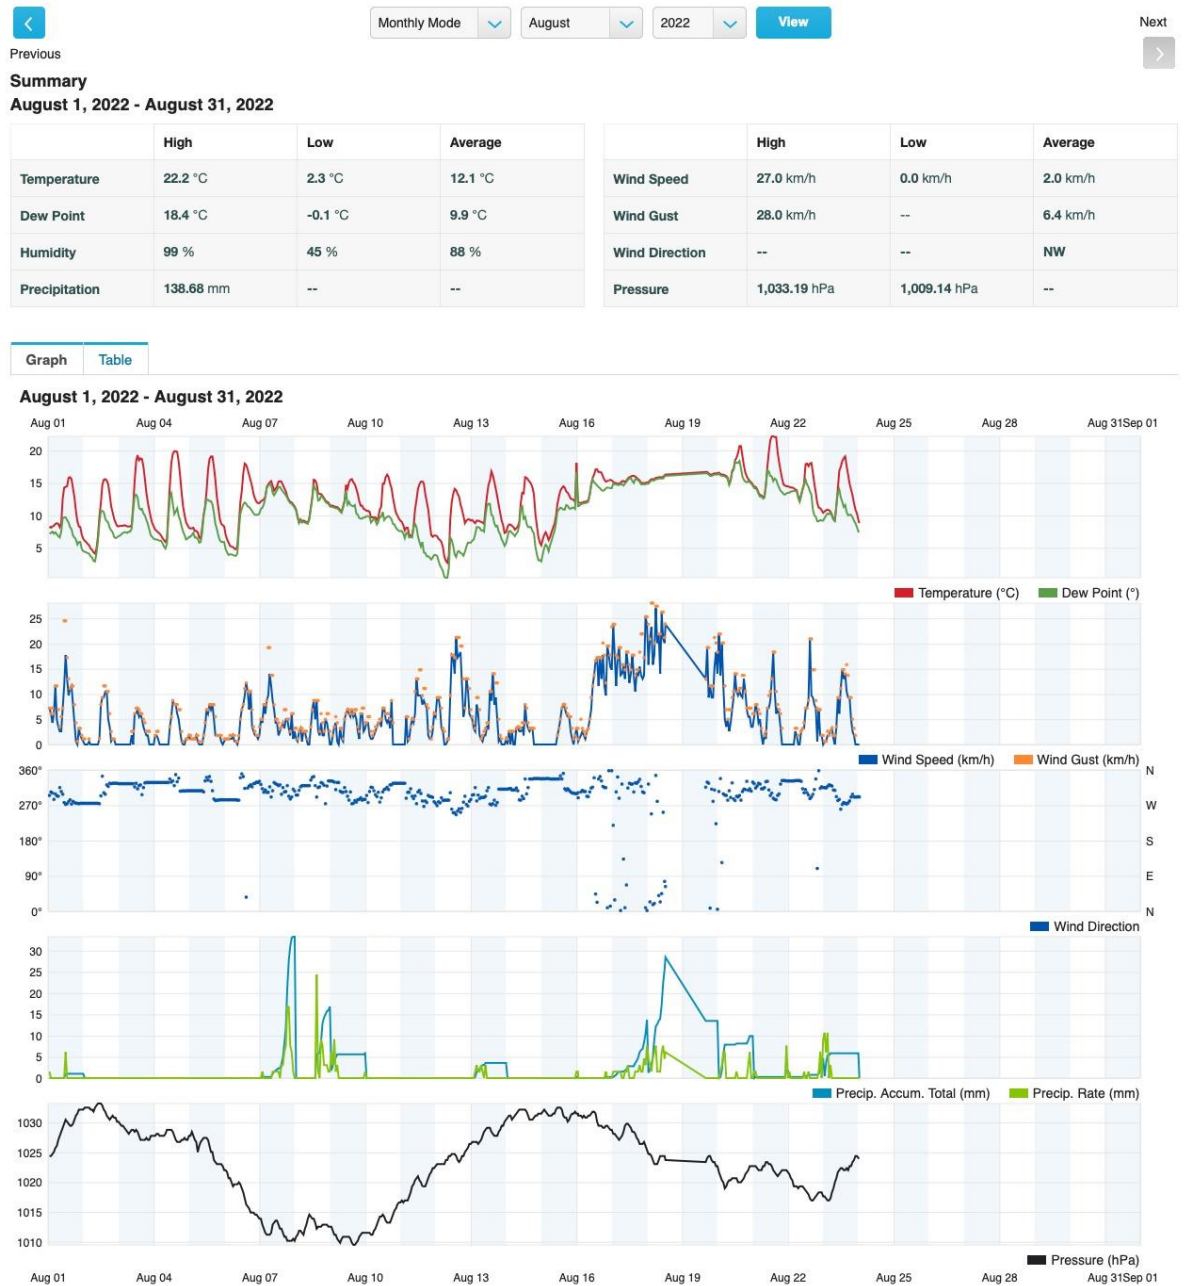 Monthly Mode August 2022 View Next
Previous
Summary
August 1, 2022 - August 31, 2022
High Low Average
Temperature 22.2 °C 2.3 °C 12.1 °C
Dew Point 18.4 °C -0.1 °C 9.9 °C
Humidity 99 % 45 % 88 %
Precipitation 138.68 mm -- --
High Low Average
Wind Speed 27.0 km/h 0.0 km/h 2.0 km/h
Wind Gust 28.0 km/h -- 6.4 km/h
Wind Direction -- -- NW
Pressure 1,033.19 hPa 1,009.14 hPa --
Graph Table
August 1, 2022 - August 31, 2022
Aug 01 Aug 04 Aug 07 Aug 10 Aug 13 Aug 16 Aug 19 Aug 22 Aug 25 Aug 28 Aug 31Sep 01
20
15
10
5
Temperature (°C) Dew Point (°)
25
20
15
10
5
0
Wind Speed (km/h) Wind Gust (km/h)
360° N
270° W
180° S
90° E
0° N
Wind Direction
30
25
20
15
10
5
0
Precip. Accum. Total (mm) Precip. Rate (mm)
1030
1025
1020
1015
1010
Pressure (hPa)
Aug 01 Aug 04 Aug 07 Aug 10 Aug 13 Aug 16 Aug 19 Aug 22 Aug 25 Aug 28 Aug 31Sep 01